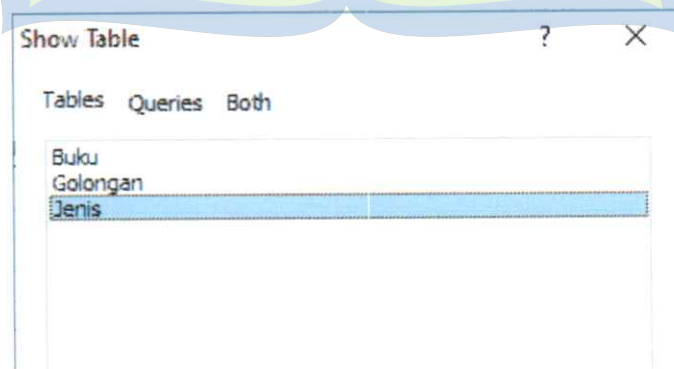 Show Table ?
Tables Queries Both
Buku
Golongan
Jenis